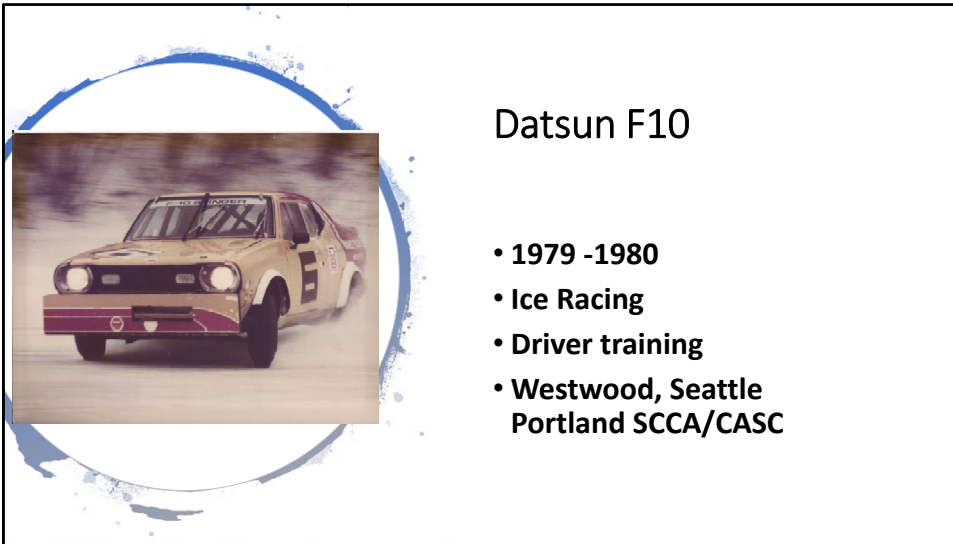 Datsun F10
• 1979 -1980
• Ice Racing
• Driver training
• Westwood, Seattle
Portland SCCA/CASC